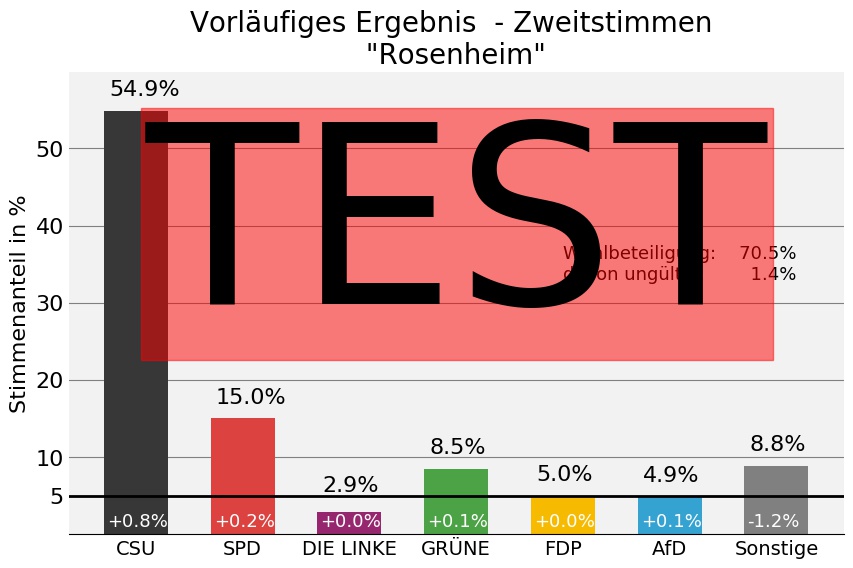 Vorläufiges Ergebnis - Zweitstimmen
"Rosenheim"
54.9%
TEST
50
40
70.5%
1.4%
30
20
15.0%
10
8.5%
8.8%
5.0%
4.9%
2.9%
5
+0.8% +0.2% +0.0% +0.1% +0.0% +0.1% -1.2%
CSU SPD DIE LINKE GRÜNE FDP AfD Sonstige
Stimmenanteil in %